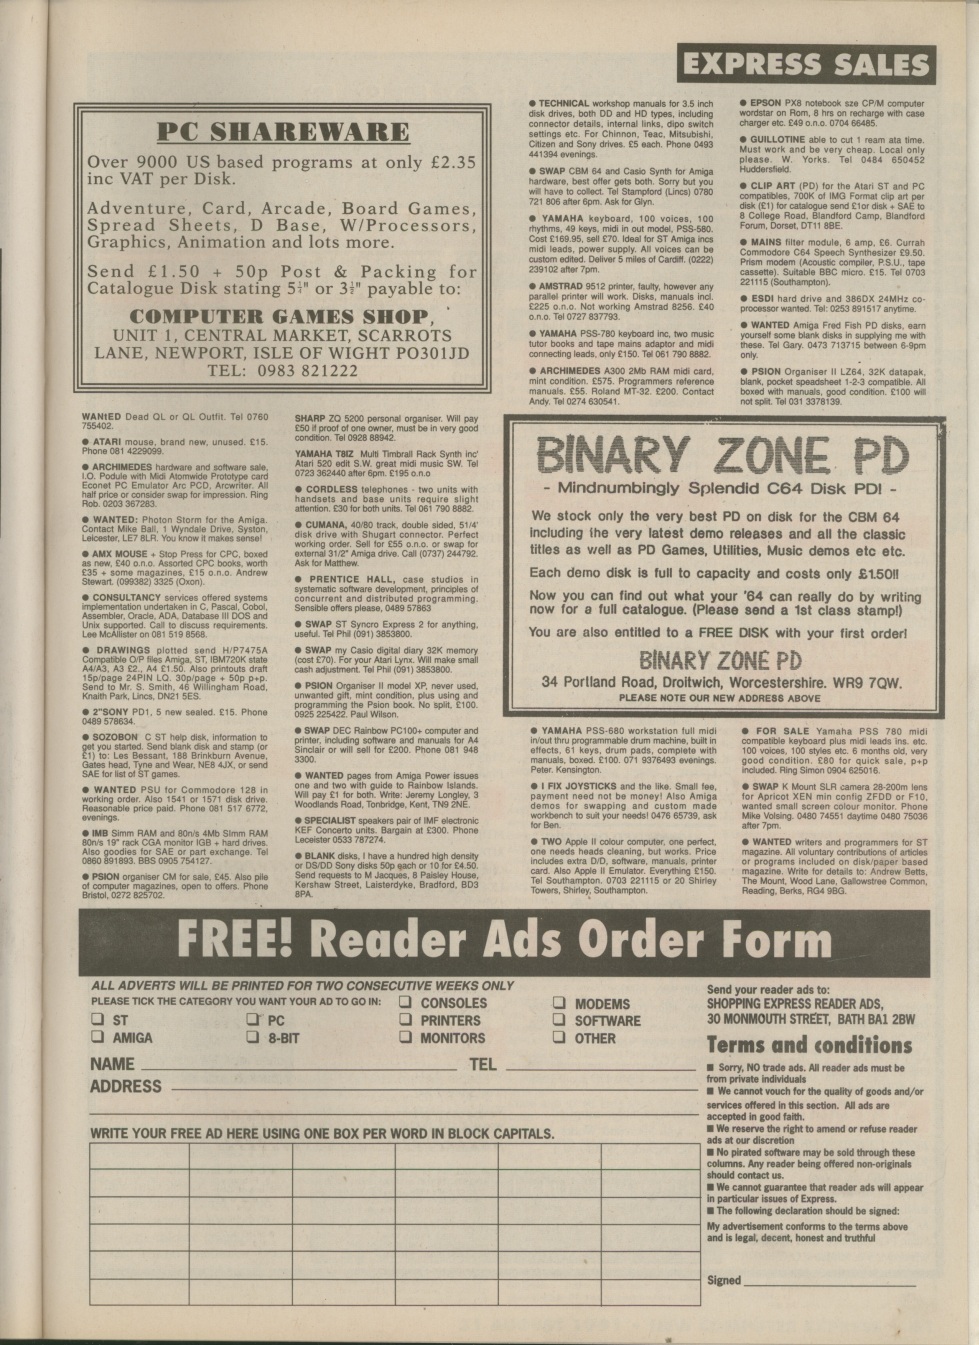 EXPRESS SALES
PC SHAREWARE
Over 9000 US based programs at only £2.35
inc VAT per Disk.
Adventure, Card, Arcade, Board Games,
Spread Sheets, D Base, W/Processors,
Graphics, Animation and lots more.
Send £1.50 + 50p Post & Packing for
Catalogue Disk stating 5¼" or 3½" payable to:
COMPUTER GAMES SHOP,
UNIT 1, CENTRAL MARKET, SCARROTS
LANE, NEWPORT, ISLE OF WIGHT PO301JD
TEL: 0983 821222
WANtED Dead QL or QL Outfit. Tel 0760
755402.
● ATARI mouse, brand new, unused. £15.
Phone 081 4229099.
● ARCHIMEDES hardware and software sale,
I.O. Podule with Midi Atomwide Prototype card
Econet PC Emulator Arc PCD, Arcwriter. All
half price or consider swap for impression. Ring
Rob. 0203 367283.
● WANTED: Photon Storm for the Amiga.
Contact Mike Ball, 1 Wyndale Drive, Syston,
Leicester, LE7 8LR. You know it makes sense!
● AMX MOUSE + Stop Press for CPC, boxed
as new, £40 o.n.o. Assorted CPC books, worth
£35 + some magazines, £15 o.n.o. Andrew
Stewart. (099382) 3325 (Oxon).
● CONSULTANCY services offered systems
implementation undertaken in C, Pascal, Cobol,
Assembler, Oracle, ADA, Database III DOS and
Unix supported. Call to discuss requirements.
Lee McAllister on 081 519 8568.
● DRAWINGS plotted send H/P7475A
Compatible O/P files Amiga, ST, IBM720K state
A4/A3, A3 £2., A4 £1.50. Also printouts draft
15p/page 24PIN LQ. 30p/page + 50p p+p.
Send to Mr. S. Smith, 46 Willingham Road,
Knaith Park, Lincs, DN21 5ES.
● 2"SONY PD1, 5 new sealed. £15. Phone
0489 578634.
● SOZOBON C ST help disk, information to
get you started. Send blank disk and stamp (or
£1) to: Les Bessant, 188 Brinkburn Avenue,
Gates head, Tyne and Wear, NE8 4JX, or send
SAE for list of ST games.
● WANTED PSU for Commodore 128 in
working order. Also 1541 or 1571 disk drive.
Reasonable price paid. Phone 081 517 6772,
evenings.
● IMB Simm RAM and 80n/s 4Mb SImm RAM
80n/s 19" rack CGA monitor IGB + hard drives.
Also goodies for SAE or part exchange. Tel
0860 891893. BBS 0905 754127.
● PSION organiser CM for sale, £45. Also pile
of computer magazines, open to offers. Phone
Bristol, 0272 825702.
SHARP ZQ 5200 personal organiser. Will pay
£50 if proof of one owner, must be in very good
condition. Tel 0928 88942.
YAMAHA T8IZ Multi Timbrall Rack Synth inc'
Atari 520 edit S.W. great midi music SW. Tel
0723 362440 after 6pm. £195 o.n.o
● CORDLESS telephones - two units with
handsets and base units require slight
attention. £30 for both units. Tel 061 790 8882.
● CUMANA, 40/80 track, double sided, 51/4'
disk drive with Shugart connector. Perfect
working order. Sell for £55 o.n.o. or swap for
external 31/2" Amiga drive. Call (0737) 244792.
Ask for Matthew.
● PRENTICE HALL, case studios in
systematic software development, principles of
concurrent and distributed programming.
Sensible offers please, 0489 57863
● SWAP ST Syncro Express 2 for anything,
useful. Tel Phil (091) 3853800.
● SWAP my Casio digital diary 32K memory
(cost £70). For your Atari Lynx. Will make small
cash adjustment. Tel Phil (091) 3853800.
● PSION Organiser II model XP, never used,
unwanted gift, mint condition, plus using and
programming the Psion book. No split, £100.
0925 225422. Paul Wilson.
● SWAP DEC Rainbow PC100+ computer and
printer, including software and manuals for A4
Sinclair or will sell for £200. Phone 081 948
3300.
● WANTED pages from Amiga Power issues
one and two with guide to Rainbow Islands.
Will pay £1 for both. Write: Jeremy Longley, 3
Woodlands Road, Tonbridge, Kent, TN9 2NE.
● SPECIALIST speakers pair of IMF electronic
KEF Concerto units. Bargain at £300. Phone
Leceister 0533 787274.
● BLANK disks, I have a hundred high density
or DS/DD Sony disks 50p each or 10 for £4.50.
Send requests to M Jacques, 8 Paisley House,
Kershaw Street, Laisterdyke, Bradford, BD3
8PA.
● TECHNICAL workshop manuals for 3.5 inch
disk drives, both DD and HD types, including
connector details, internal links, dipo switch
settings etc. For Chinnon, Teac, Mitsubishi,
Citizen and Sony drives. £5 each. Phone 0493
441394 evenings.
● SWAP CBM 64 and Casio Synth for Amiga
hardware, best offer gets both. Sorry but you
will have to collect. Tel Stampford (Lincs) 0780
721 806 after 6pm. Ask for Glyn.
● YAMAHA keyboard, 100 voices, 100
rhythms, 49 keys, midi in out model, PSS-580.
Cost £169.95, sell £70. Ideal for ST Amiga incs
midi leads, power supply. All voices can be
custom edited. Deliver 5 miles of Cardiff. (0222)
239102 after 7pm.
● AMSTRAD 9512 printer, faulty, however any
parallel printer will work. Disks, manuals incl.
£225 o.n.o. Not working Amstrad 8256. £40
o.n.o. Tel 0727 837793.
● YAMAHA PSS-780 keyboard inc, two music
tutor books and tape mains adaptor and midi
connecting leads, only £150. Tel 061 790 8882.
● ARCHIMEDES A300 2Mb RAM midi card,
mint condition. £575. Programmers reference
manuals. £55. Roland MT-32. £200. Contact
Andy. Tel 0274 630541.
● EPSON PX8 notebook sze CP/M computer
wordstar on Rom, 8 hrs on recharge with case
charger etc. £49 o.n.o. 0704 66485.
● GUILLOTINE able to cut 1 ream ata time.
Must work and be very cheap. Local only
please. W. Yorks. Tel 0484 650452
Huddersfield.
● CLIP ART (PD) for the Atari ST and PC
compatibles, 700K of IMG Format clip art per
disk (£1) for catalogue send £1or disk + SAE to
8 College Road, Blandford Camp, Blandford
Forum, Dorset, DT11 8BE.
● MAINS filter module, 6 amp, £6. Currah
Commodore C64 Speech Synthesizer £9.50.
Prism modem (Acoustic compiler, P.S.U., tape
cassette). Suitable BBC micro. £15. Tel 0703
221115 (Southampton).
● ESDI hard drive and 386DX 24MHz co-
processor wanted. Tel: 0253 891517 anytime.
● WANTED Amiga Fred Fish PD disks, earn
yourself some blank disks in supplying me with
these. Tel Gary. 0473 713715 between 6-9pm
only.
● PSION Organiser II LZ64, 32K datapak,
blank, pocket speadsheet 1-2-3 compatible. All
boxed with manuals, good condition. £100 will
not split. Tel 031 3378139.
BINARY ZONE PD
- Mindnumbingly Splendid C64 Disk PD! -
We stock only the very best PD on disk for the CBM 64
including the very latest demo releases and all the classic
titles as well as PD Games, Utilities, Music demos etc etc.
Each demo disk is full to capacity and costs only £1.50!!
Now you can find out what your '64 can really do by writing
now for a full catalogue. (Please send a 1st class stamp!)
You are also entitled to a FREE DISK with your first order!
BINARY ZONE PD
34 Portland Road, Droitwich, Worcestershire. WR9 7QW.
PLEASE NOTE OUR NEW ADDRESS ABOVE
● YAMAHA PSS-680 workstation full midi
in/out thru programmable drum machine, built in
effects, 61 keys, drum pads, complete with
manuals, boxed. £100. 071 9376493 evenings.
Peter. Kensington.
● I FIX JOYSTICKS and the like. Small fee,
payment need not be money! Also Amiga
demos for swapping and custom made
workbench to suit your needs! 0476 65739, ask
for Ben.
● TWO Apple II colour computer, one perfect,
one needs heads cleaning, but works. Price
includes extra D/D, software, manuals, printer
card. Also Apple II Emulator. Everything £150.
Tel Southampton. 0703 221115 or 20 Shirley
Towers, Shirley, Southampton.
● FOR SALE Yamaha PSS 780 midi
compatible keyboard plus midi leads ins. etc.
100 voices, 100 styles etc. 6 months old, very
good condition. £80 for quick sale, p+p
included. Ring Simon 0904 625016.
● SWAP K Mount SLR camera 28-200m lens
for Apricot XEN min config ZFDD or F10,
wanted small screen colour monitor. Phone
Mike Volsing. 0480 74551 daytime 0480 75036
after 7pm.
● WANTED writers and programmers for ST
magazine. All voluntary contributions of articles
or programs included on disk/paper based
magazine. Write for details to: Andrew Betts,
The Mount, Wood Lane, Gallowstree Common,
Reading, Berks, RG4 9BG.
FREE! Reader Ads Order Form
ALL ADVERTS WILL BE PRINTED FOR TWO CONSECUTIVE WEEKS ONLY
PLEASE TICK THE CATEGORY YOU WANT YOUR AD TO GO IN: ❏ CONSOLES ❏ MODEMS
❏ ST ❏ PC ❏ PRINTERS ❏ SOFTWARE
❏ AMIGA ❏ 8-BIT ❏ MONITORS ❏ OTHER
NAME TEL
ADDRESS
WRITE YOUR FREE AD HERE USING ONE BOX PER WORD IN BLOCK CAPITALS.
Send your reader ads to:
SHOPPING EXPRESS READER ADS,
30 MONMOUTH STREET, BATH BA1 2BW
Terms and conditions
■ Sorry, NO trade ads. All reader ads must be
from private individuals
■ We cannot vouch for the quality of goods and/or
services offered in this section. All ads are
accepted in good faith.
■ We reserve the right to amend or refuse reader
ads at our discretion
■ No pirated software may be sold through these
columns. Any reader being offered non-originals
should contact us.
■ We cannot guarantee that reader ads will appear
in particular issues of Express.
■ The following declaration should be signed:
My advertisement conforms to the terms above
and is legal, decent, honest and truthful
Signed